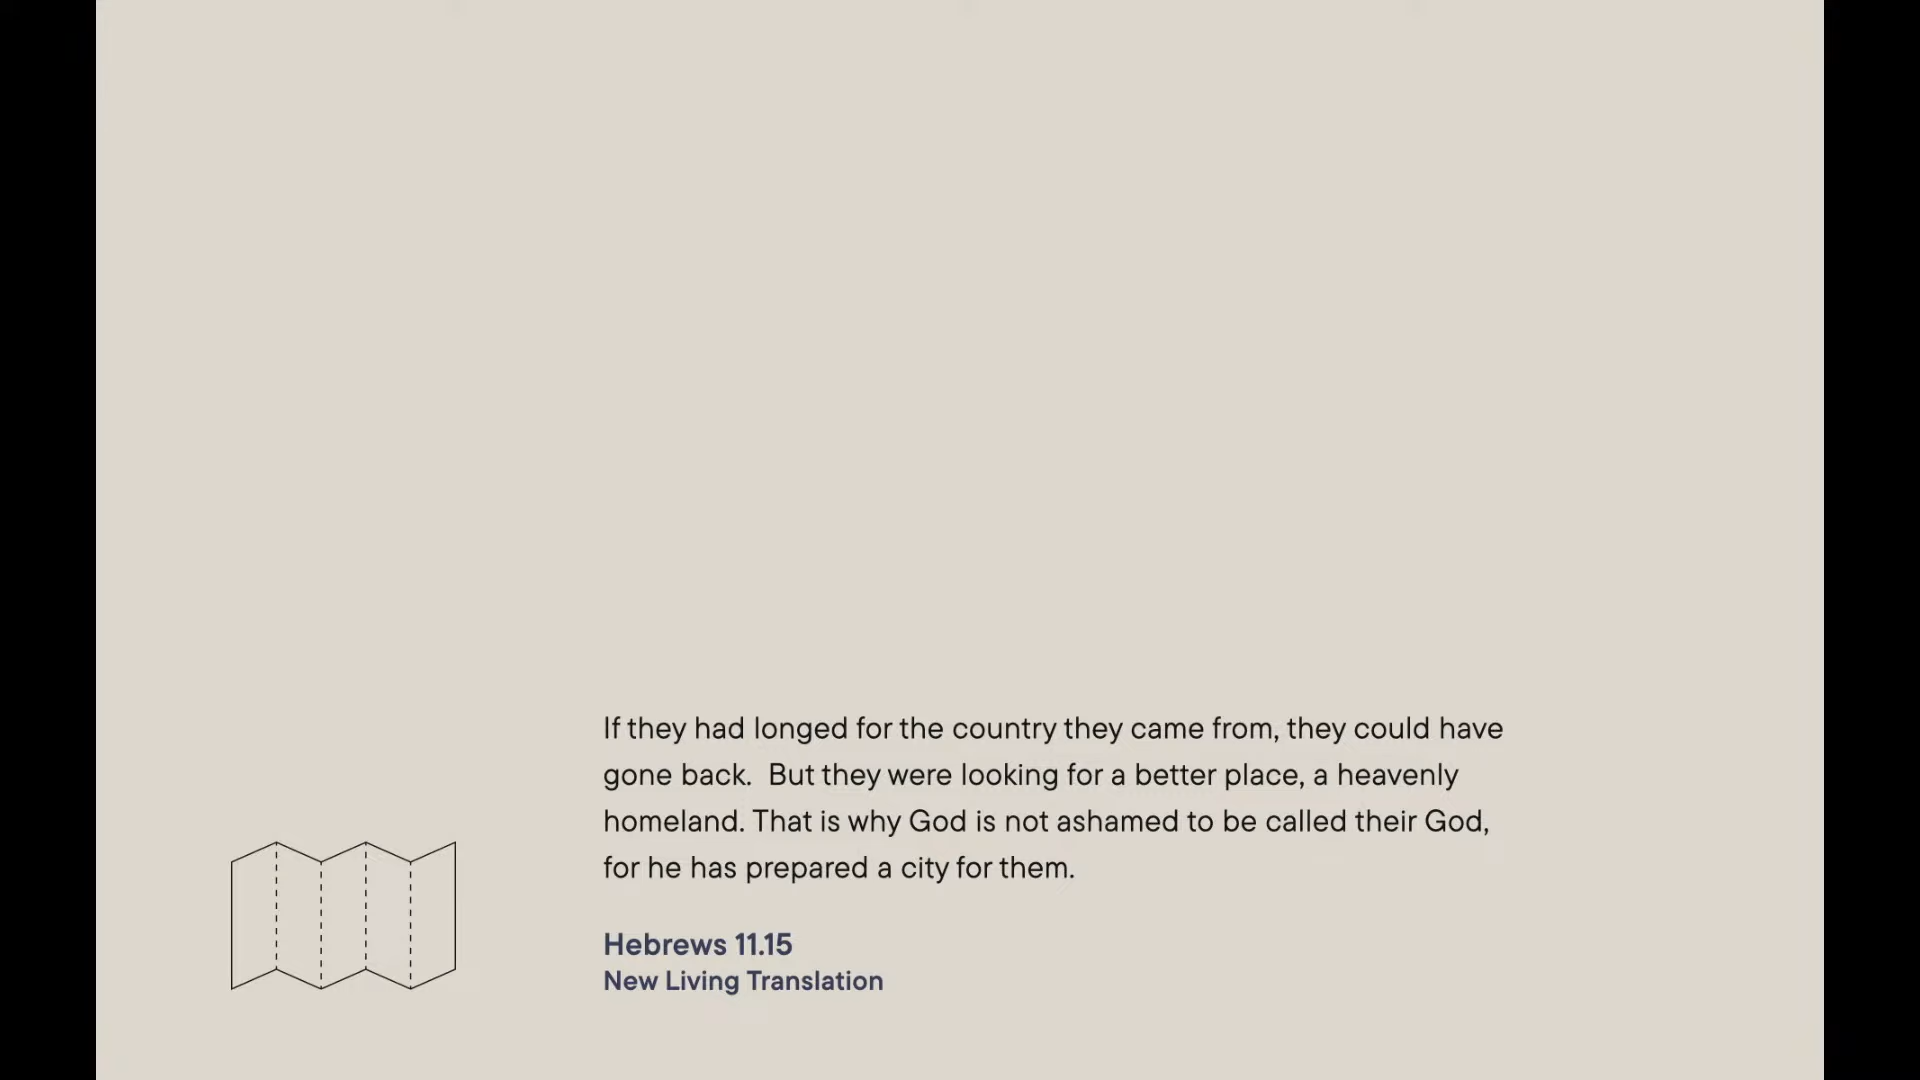 If they had longed for the country they came from, they could have
gone back.  But they were looking for a better place, a heavenly
homeland. That is why God is not ashamed to be called their God,
for he has prepared a city for them.
Hebrews 11.15
New Living Translation